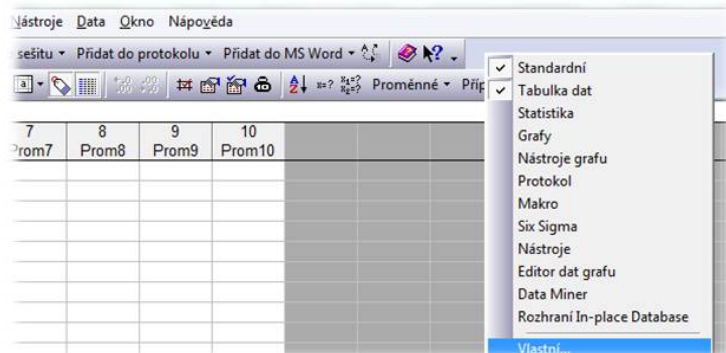 Nástroje Data Okno Nápověda
sešitu Přidat do protokolu Přidat do MS Word
Proměnné
7 8 9 10
Prom7 Prom8 Prom9 Prom10
Standardní
Tabulka dat
Statistika
Grafy
Nástroje grafu
Protokol
Makro
Six Sigma
Nástroje
Editor dat grafu
Data Miner
Rozhraní In-place Database
Vlastní...